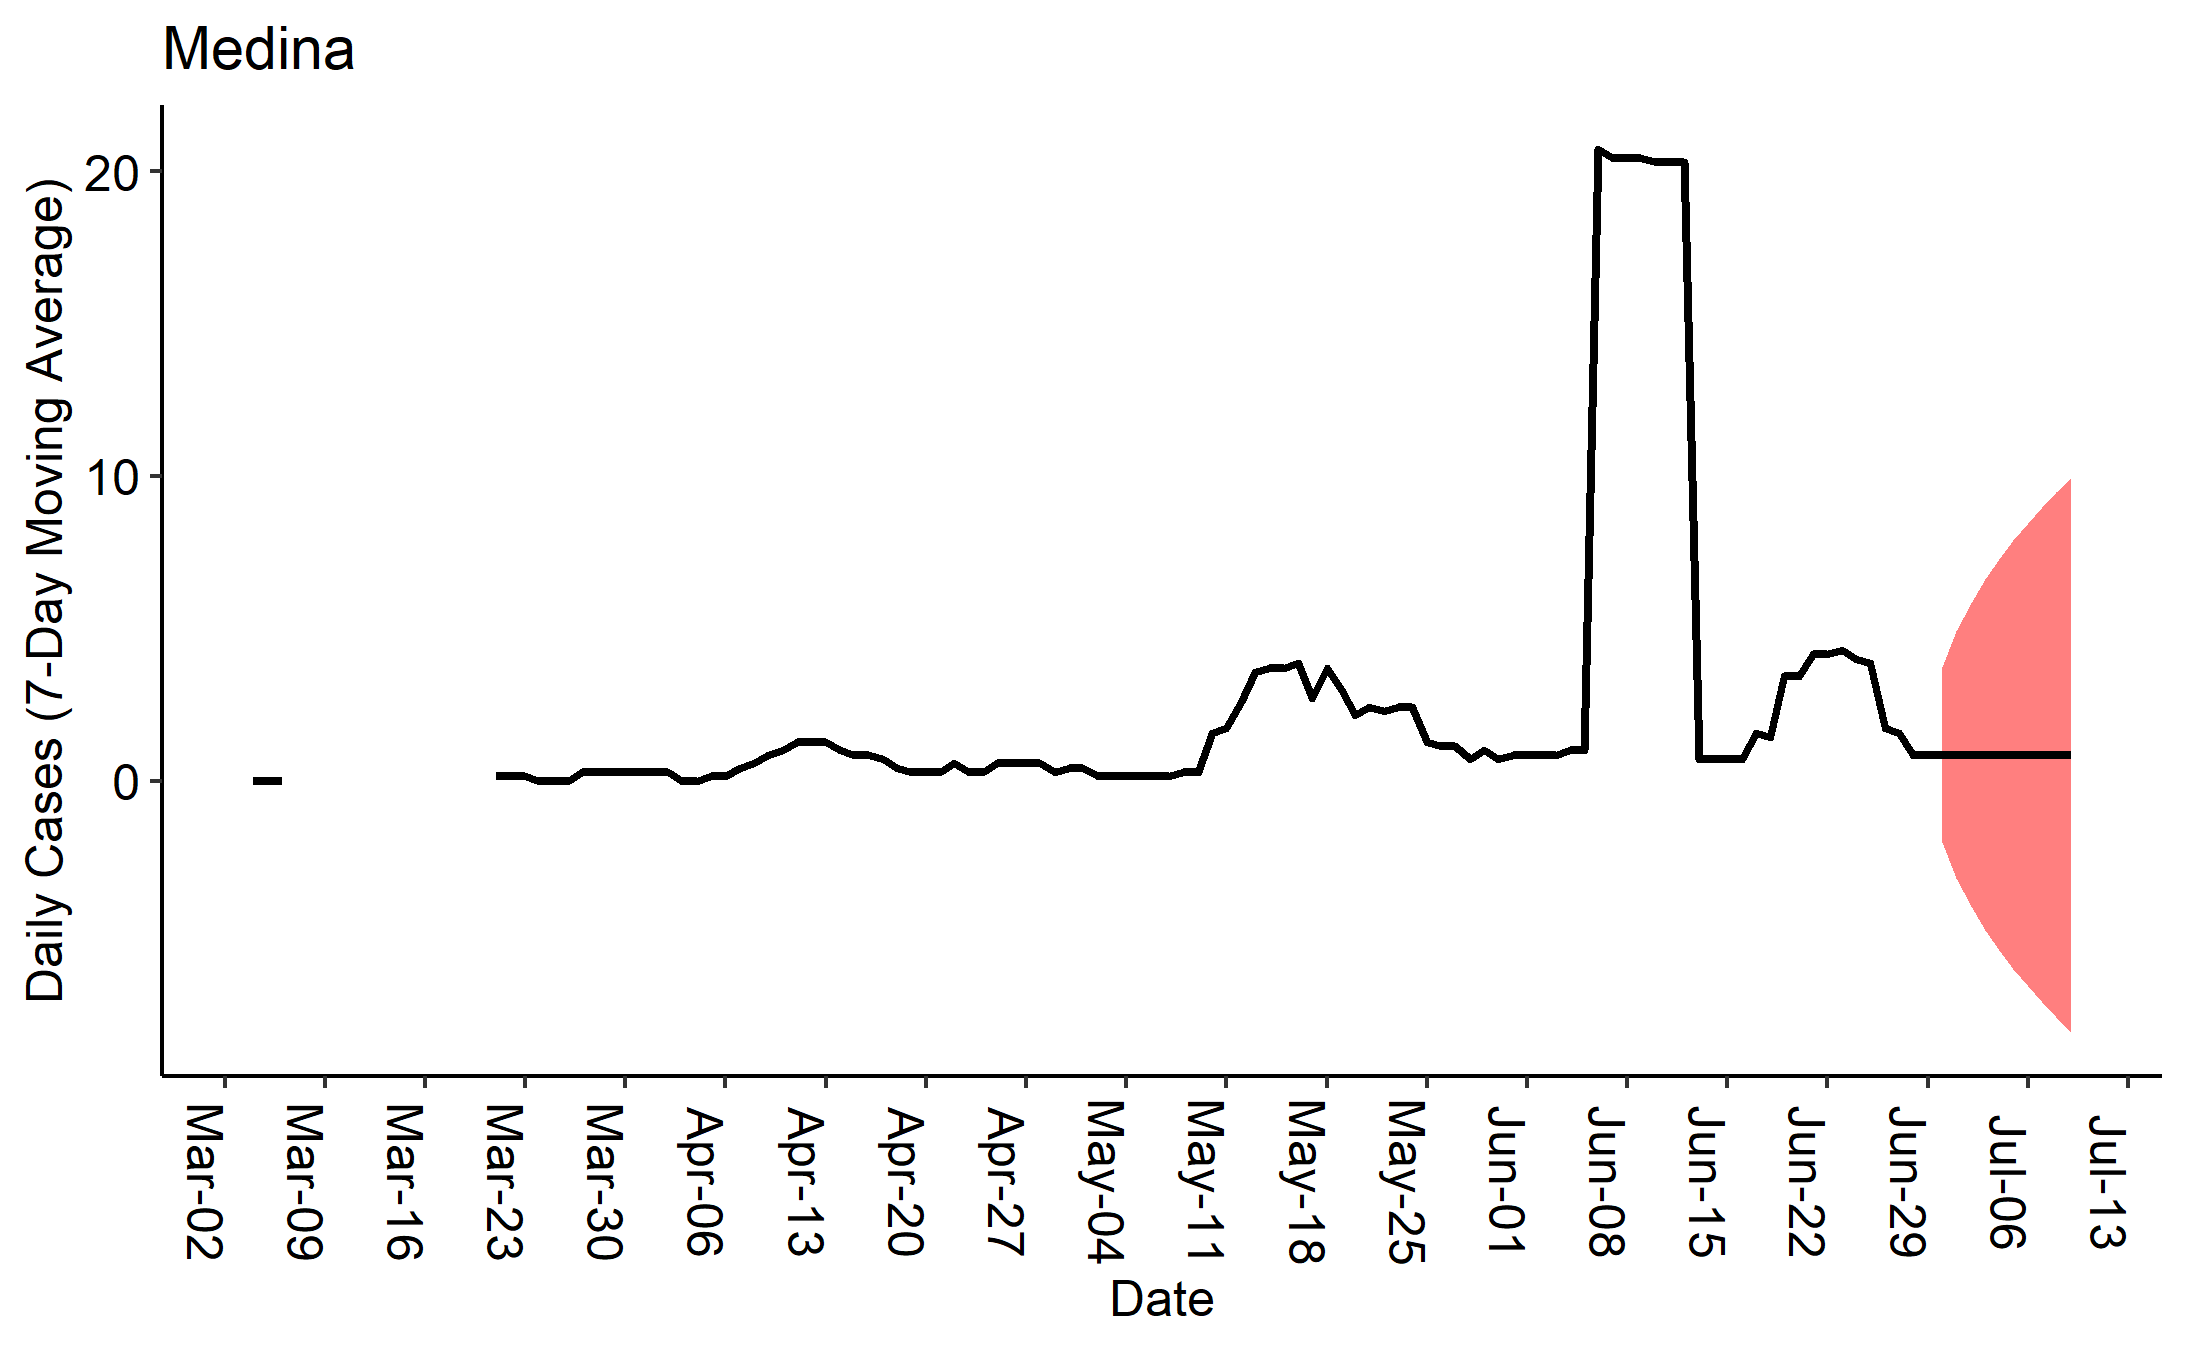 Medina
Daily Cases (7-Day Moving Average)
20
10
0
Mar-02
Mar-09
Mar-16
Mar-23
Mar-30
Apr-06
Apr-13
Apr-20
Apr-27
May-04
May-11
May-18
May-25
Jun-01
Jun-08
Jun-15
Jun-22
Jun-29
Jul-06
Jul-13
Date